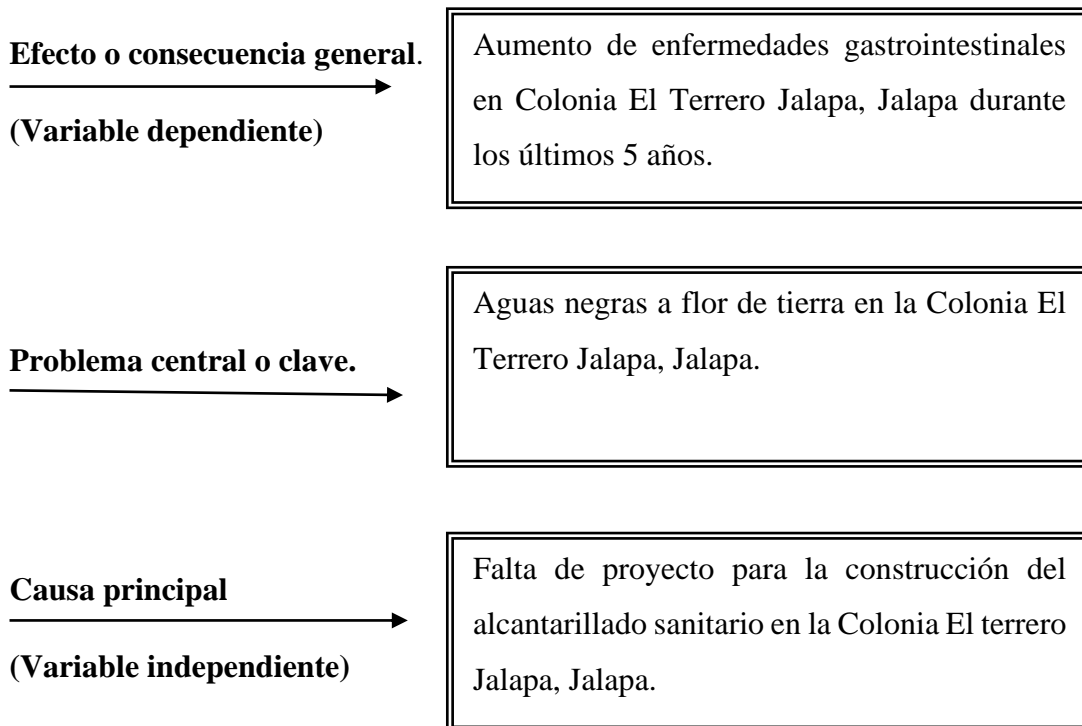 Efecto o consecuencia general.
(Variable dependiente)
Aumento de enfermedades gastrointestinales
en Colonia El Terrero Jalapa, Jalapa durante
los últimos 5 años.
Problema central o clave.
Aguas negras a flor de tierra en la Colonia El
Terrero Jalapa, Jalapa.
Causa principal
(Variable independiente)
Falta de proyecto para la construcción del
alcantarillado sanitario en la Colonia El terrero
Jalapa, Jalapa.